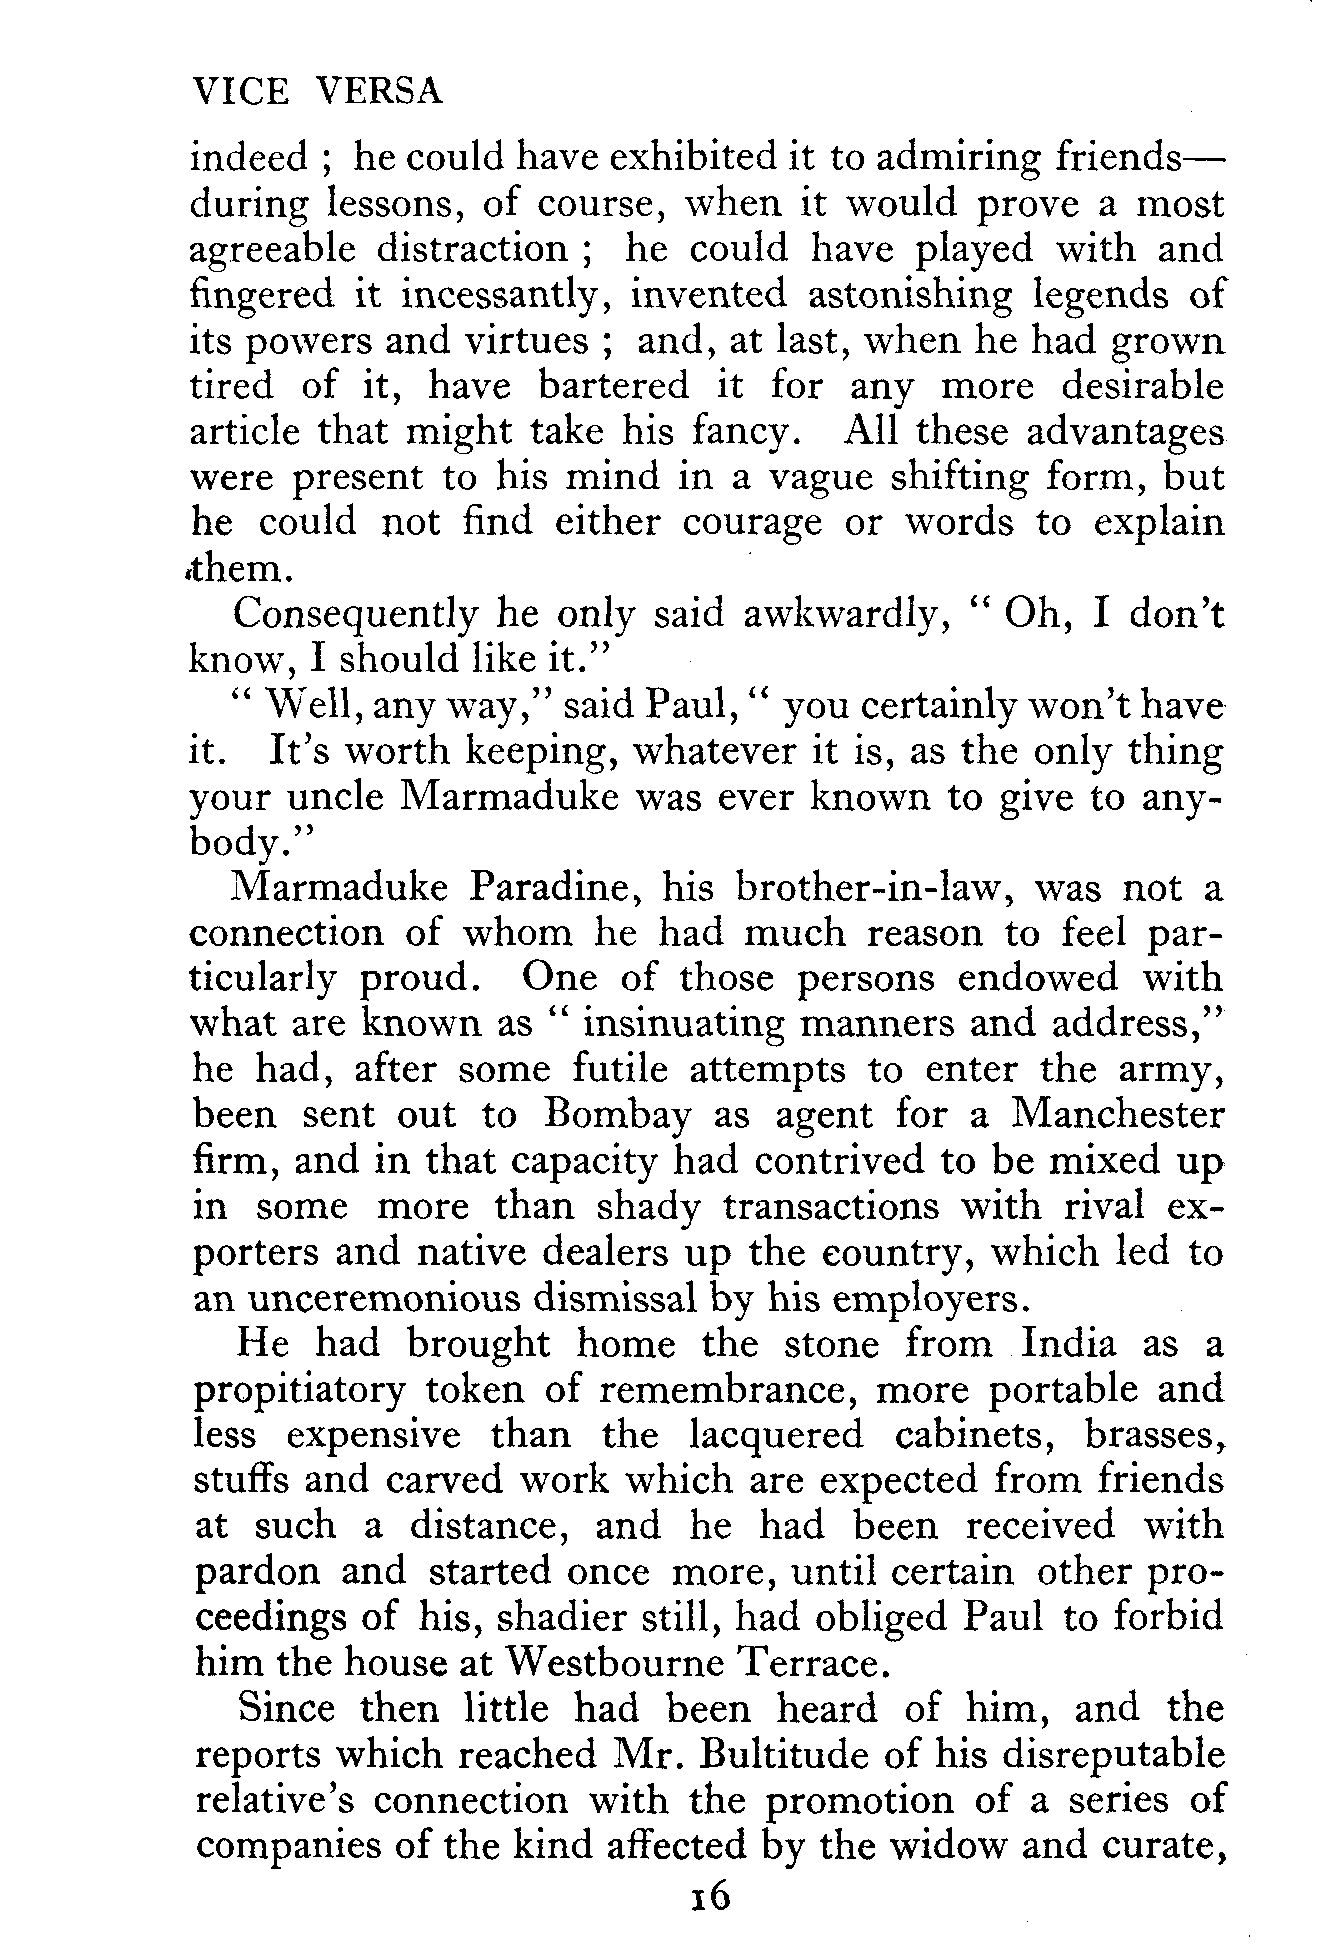 VICE VERSA
indeed ; he could have exhibited it to admiring friends—
during lessons, of course, when it would prove a most
agreeable distraction ; he could have played with and
fingered it incessantly, invented astonishing legends of
its powers and virtues ; and, at last, when he had grown
tired of it, have bartered it for any more desirable
article that might take his fancy. All these advantages
were present to his mind in a vague shifting form, but
he could not find either courage or words to explain
them.
Consequently he only said awkwardly, “ Oh, I don’t
know, I should like it.”
“ Well, any way,” said Paul, “ you certainly won’t have
it. It’s worth keeping, whatever it is, as the only thing
your uncle Marmaduke was ever known to give to any-
body.”
Marmaduke Paradine, his brother-in-law, was not a
connection of whom he had much reason to feel par-
ticularly proud. One of those persons endowed with
what are known as “ insinuating manners and address,”
he had, after some futile attempts to enter the army,
been sent out to Bombay as agent for a Manchester
firm, and in that capacity had contrived to be mixed up
in some more than shady transactions with rival ex-
porters and native dealers up the country, which led to
an unceremonious dismissal by his employers.
He had brought home the stone from India as a
propitiatory token of remembrance, more portable and
less expensive than the lacquered cabinets, brasses,
stuffs and carved work which are expected from friends
at such a distance, and he had been received with
pardon and started once more, until certain other pro-
ceedings of his, shadier still, had obliged Paul to forbid
him the house at Westbourne Terrace.
Since then little had been heard of him, and the
reports which reached Mr. Bultitude of his disreputable
relative’s connection with the promotion of a series of
companies of the kind affected by the widow and curate,
16